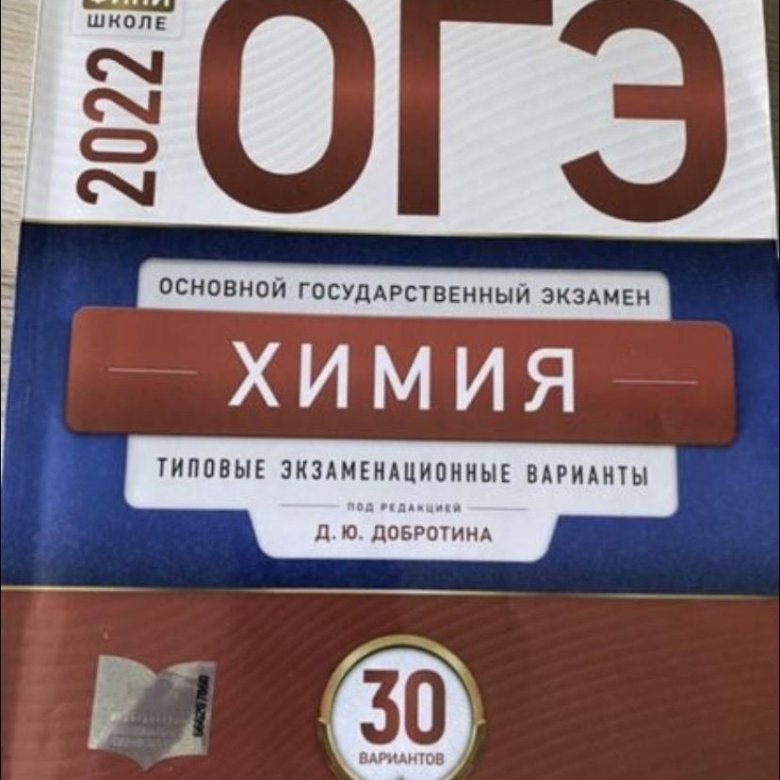 ШКОЛЕ
2022
ОГЭ
ОСНОВНОЙ ГОСУДАРСТВЕННЫЙ ЭКЗАМЕН
ХИМИЯ
ТИПОВЫЕ ЭКЗАМЕНАЦИОННЫЕ ВАРИАНТЫ
ПОД РЕДАКЦИЕЙ
Д. Ю. ДОБРОТИНА
30
ВАРИАНТОВ